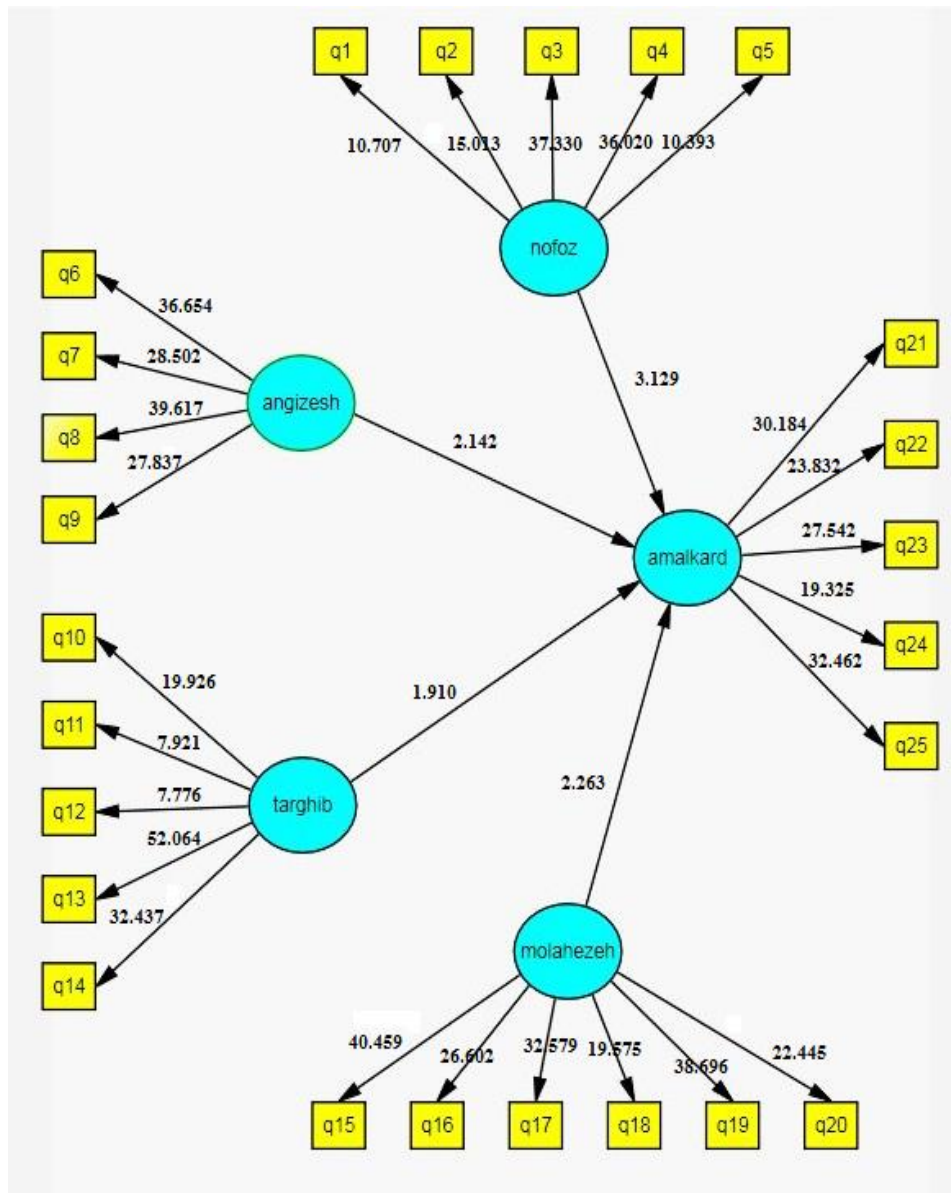 q1
q2
q3
q4
q5
10.707
15.013
37.330
36.020
10.393
nofoz
q6
q7
q8
q9
36.654
28.502
39.617
27.837
angizesh
3.129
2.142
q21
q22
q23
q24
q25
30.184
23.832
27.542
19.325
32.462
amalkard
q10
q11
q12
q13
q14
19.926
7.921
7.776
52.064
32.437
targhib
1.910
2.263
molahezeh
40.459
26.602
32.579
19.575
38.696
22.445
q15
q16
q17
q18
q19
q20